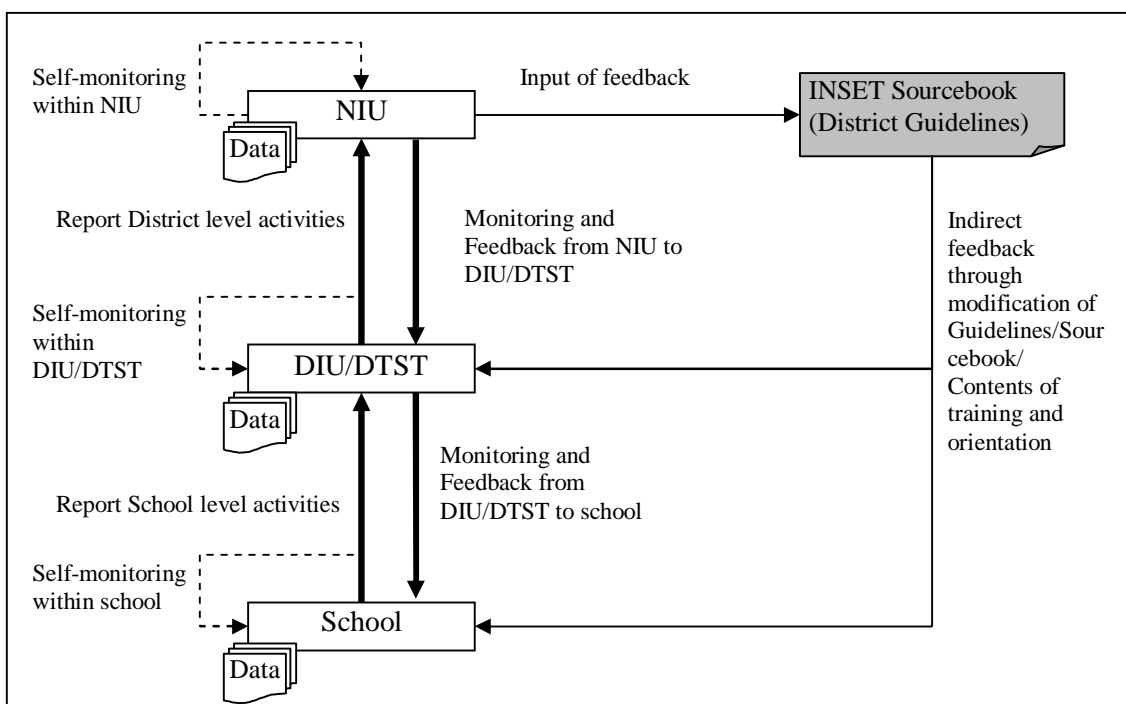 Self-monitoring
within NIU
Input of feedback
INSET Sourcebook
(District Guidelines)
NIU
Data
Report District level activities
Monitoring and
Feedback from NIU to
DIU/DTST
Indirect
feedback
through
modification of
Guidelines/Sour
cebook/
Contents of
training and
orientation
Self-monitoring
within
DIU/DTST
DIU/DTST
Data
Report School level activities
Monitoring and
Feedback from
DIU/DTST to school
Self-monitoring
within school
School
Data